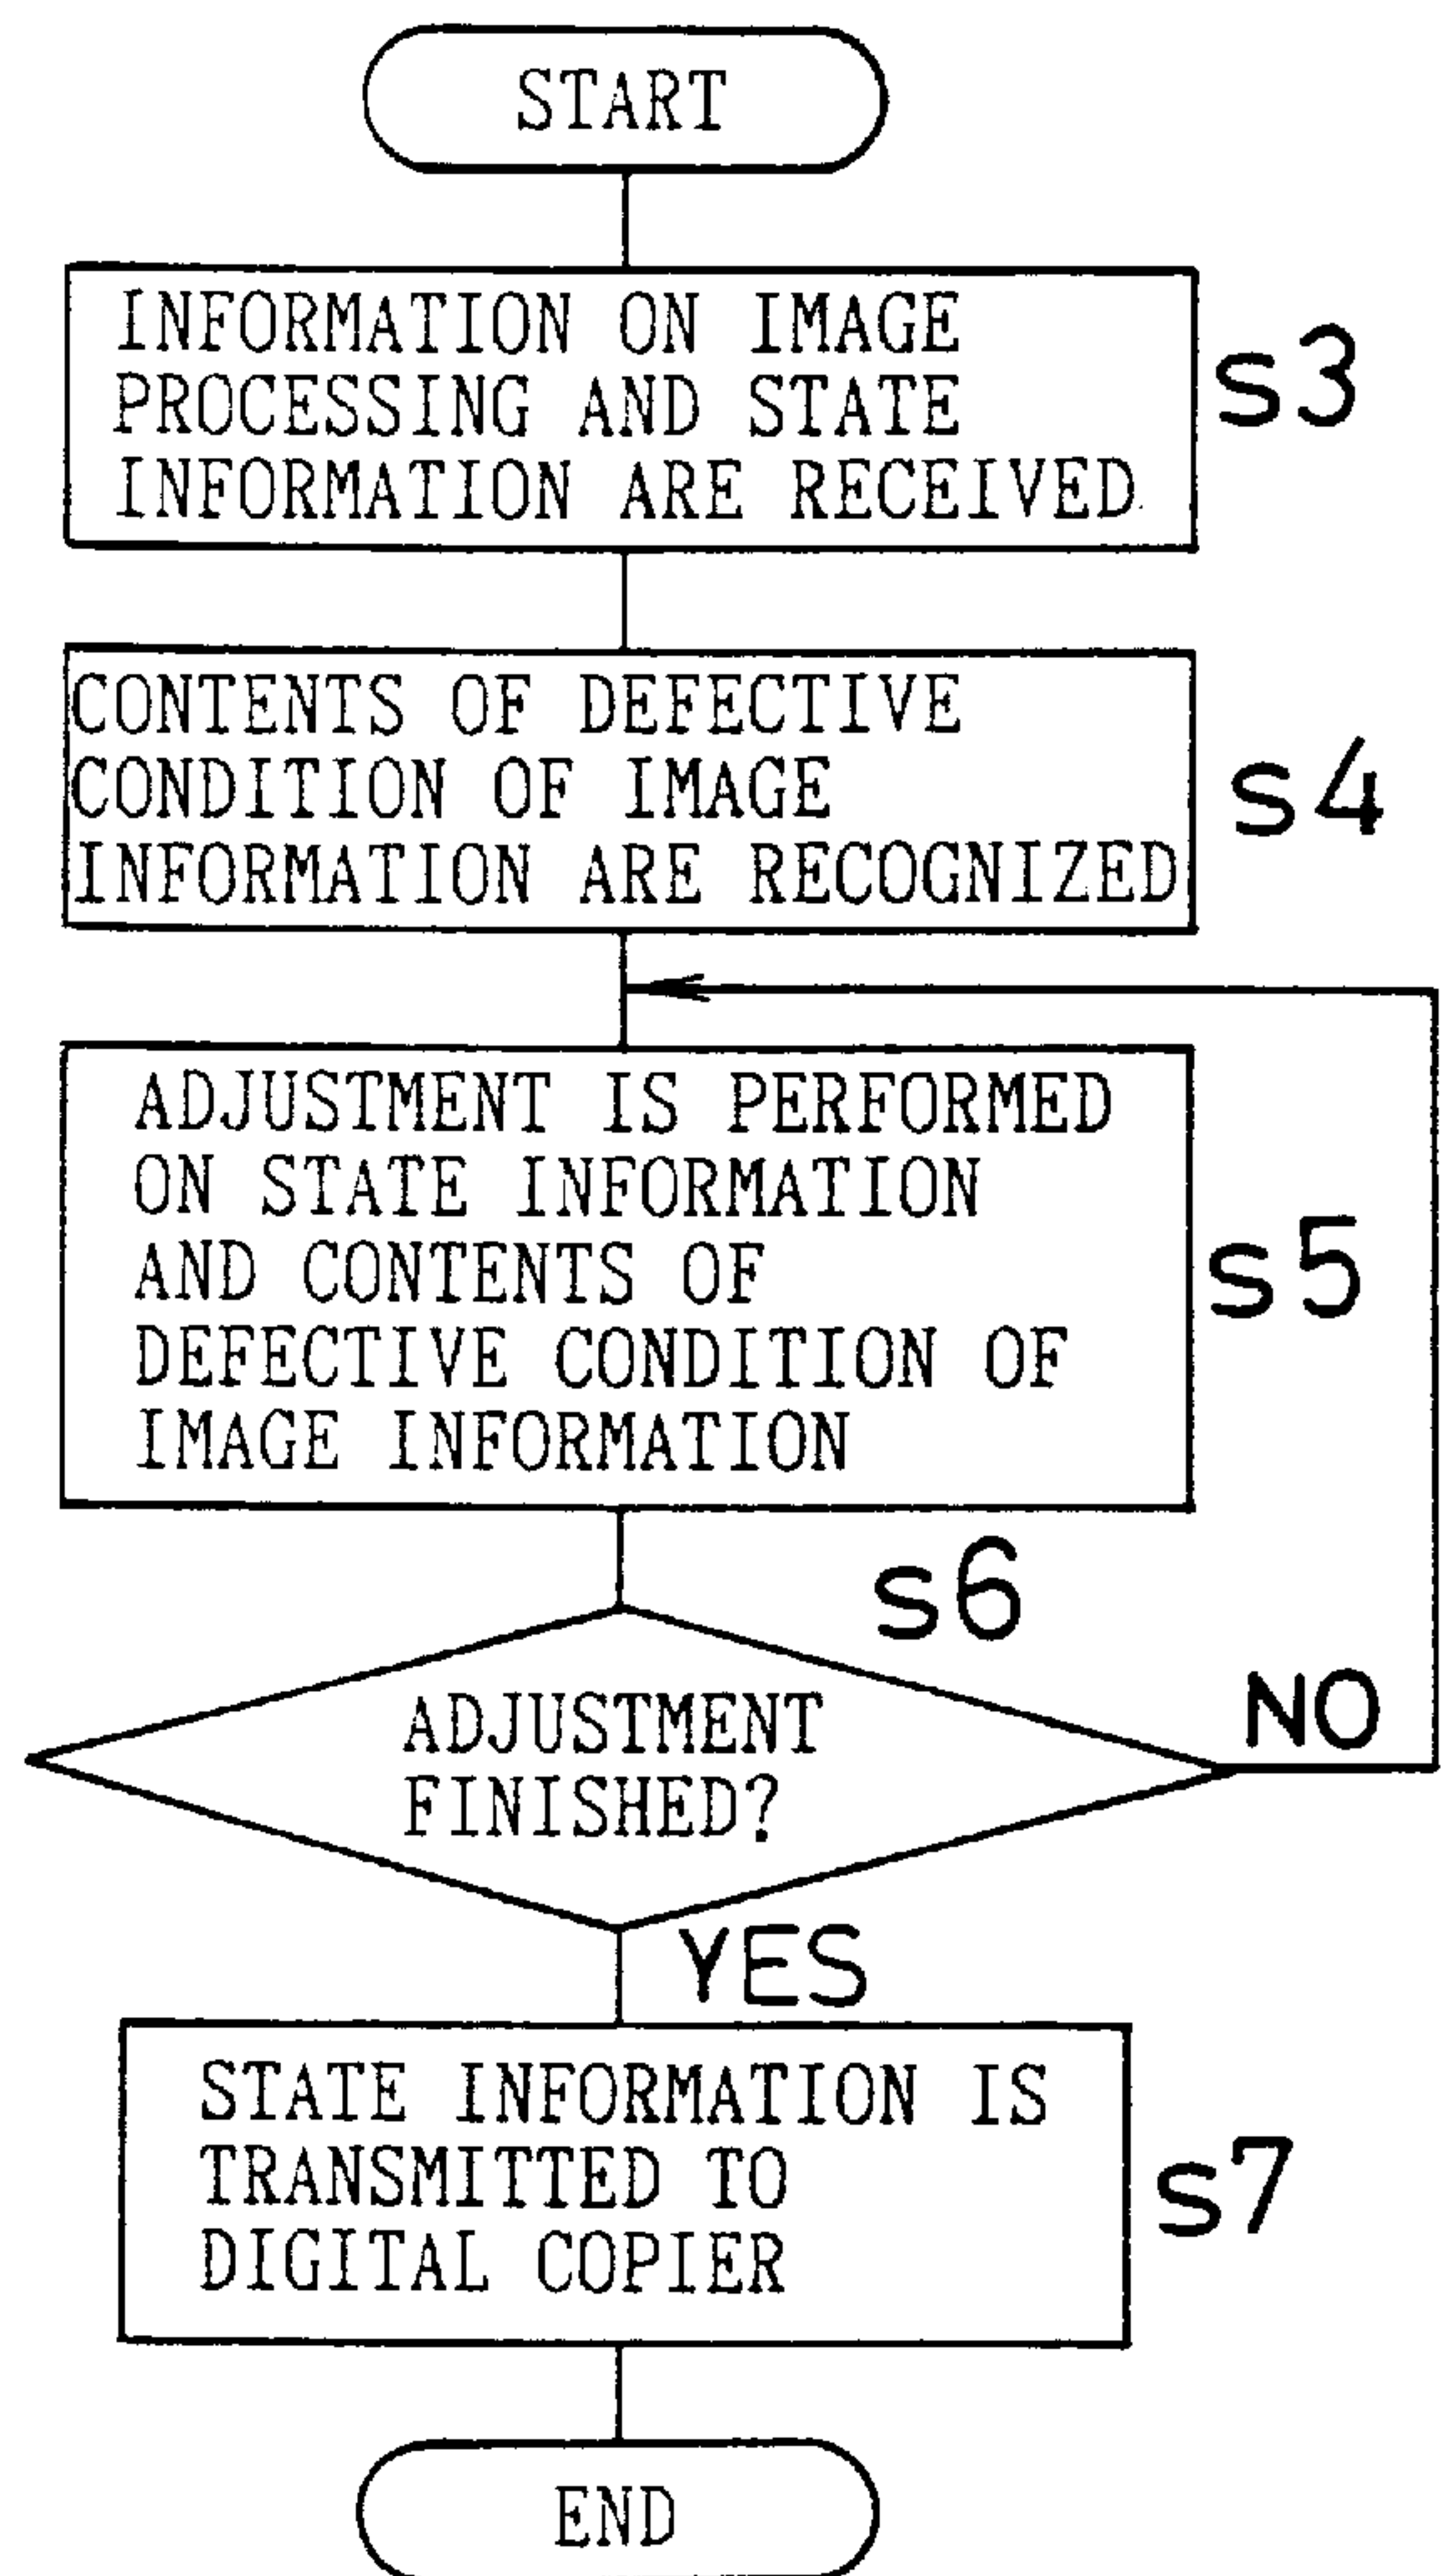 START
INFORMATION ON IMAGE
PROCESSING AND STATE
INFORMATION ARE RECEIVED
s3
CONTENTS OF DEFECTIVE
CONDITION OF IMAGE
INFORMATION ARE RECOGNIZED
s4
ADJUSTMENT IS PERFORMED
ON STATE INFORMATION
AND CONTENTS OF
DEFECTIVE CONDITION OF
IMAGE INFORMATION
s5
s6
ADJUSTMENT
FINISHED?
NO
YES
STATE INFORMATION IS
TRANSMITTED TO
DIGITAL COPIER
s7
END